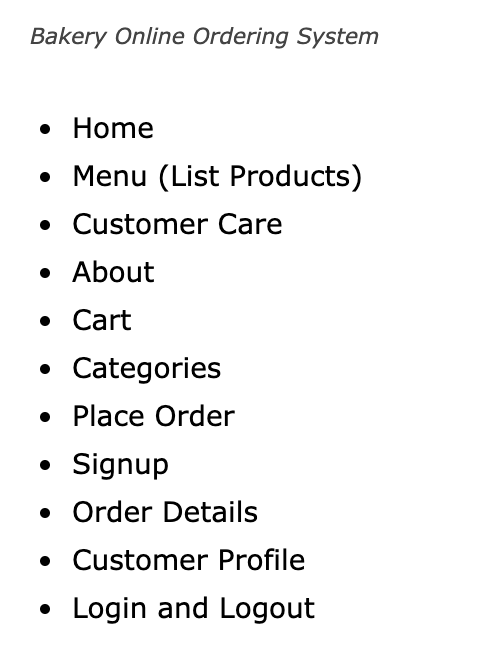 Bakery Online Ordering System
• Home
• Menu (List Products)
• Customer Care
• About
• Cart
• Categories
• Place Order
• Signup
• Order Details
• Customer Profile
• Login and Logout